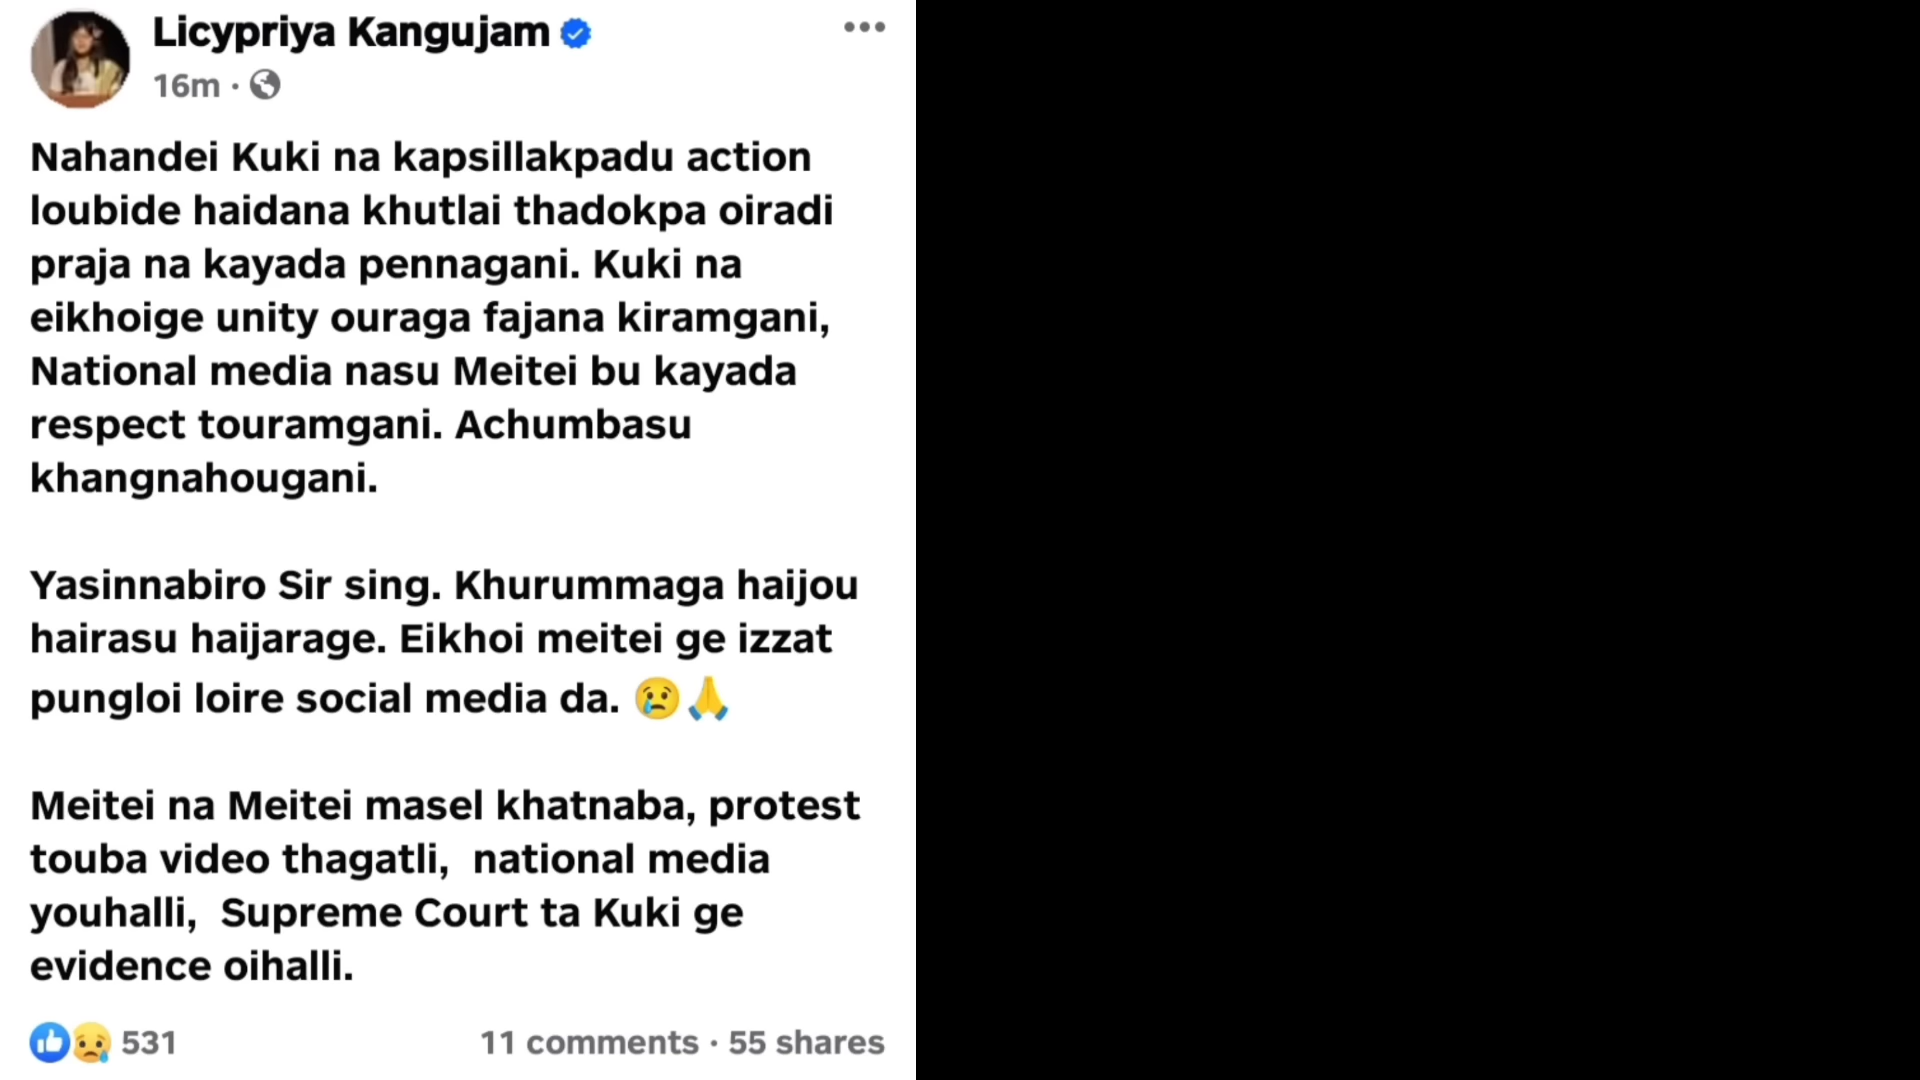 Licypriya Kangujam
16m ·
Nahandei Kuki na kapsillakpadu action
loubide haidana khutlai thadokpa oiradi
praja na kayada pennagani. Kuki na
eikhoige unity ouraga fajana kiramgani,
National media nasu Meitei bu kayada
respect touramgani. Achumbasu
khangnahougani.
Yasinnabiro Sir sing. Khurummaga haijou
hairasu haijarage. Eikhoi meitei ge izzat
pungloi loire social media da. 😢🙏
Meitei na Meitei masel khatnaba, protest
touba video thagatli,  national media
youhalli,  Supreme Court ta Kuki ge
evidence oihalli.
531
11 comments · 55 shares